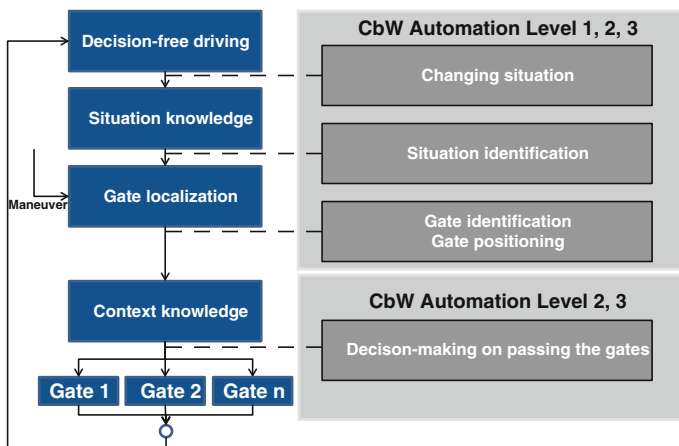 Decision-free driving
Situation knowledge
Maneuver
Gate localization
Context knowledge
Gate 1
Gate 2
Gate n
CbW Automation Level 1, 2, 3
Changing situation
Situation identification
Gate identification
Gate positioning
CbW Automation Level 2, 3
Decison-making on passing the gates